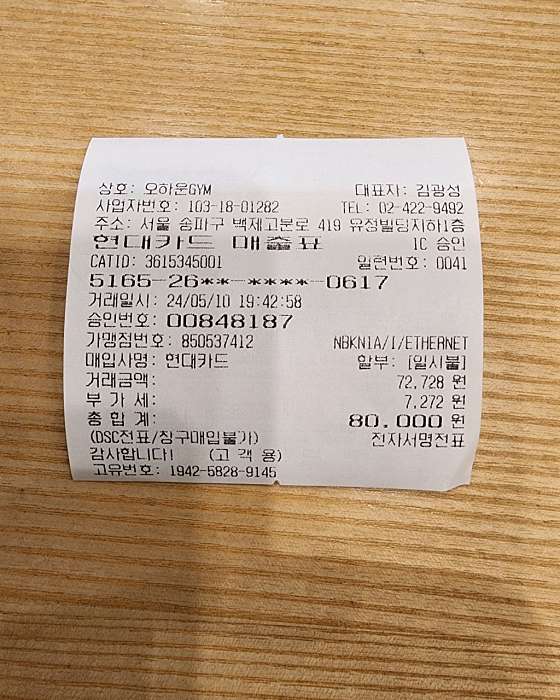 상호: 오하운GYM 대표자: 김광성
사업자번호: 103-18-01282 TEL: 02-422-9492
주소: 서울 송파구 백제고분로 419 유정빌딩지하1층
현대카드 매출표 IC 승인
CATID: 3615345001 일련번호: 0041
5165-26**-****-0617
거래일시: 24/05/10 19:42:58
승인번호: 00848187
가맹점번호: 850537412 NBKN1A/I/ETHERNET
매입사명: 현대카드 할부: [일시불]
거래금액: 72,728 원
부 가 세: 7,272 원
총 합 계: 80,000 원
(DSC전표/창구매입불가) 전자서명전표
감사합니다! (고 객 용)
고유번호: 1942-5828-9145